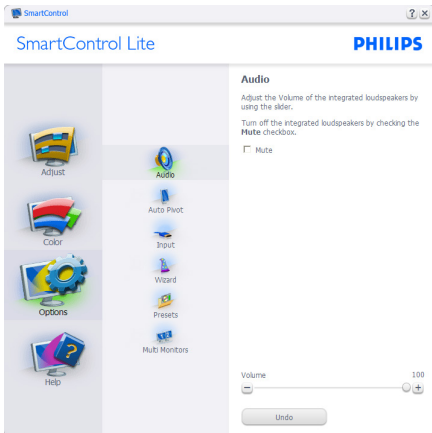 SmartControl
? ×
SmartControl Lite
PHILIPS
Adjust
Color
Options
Help
Audio
Auto Pivot
Input
Wizard
Presets
Multi Monitors
Audio
Adjust the Volume of the integrated loudspeakers by
using the slider.
Turn off the integrated loudspeakers by checking the
Mute checkbox.
Mute
Volume 100
Undo